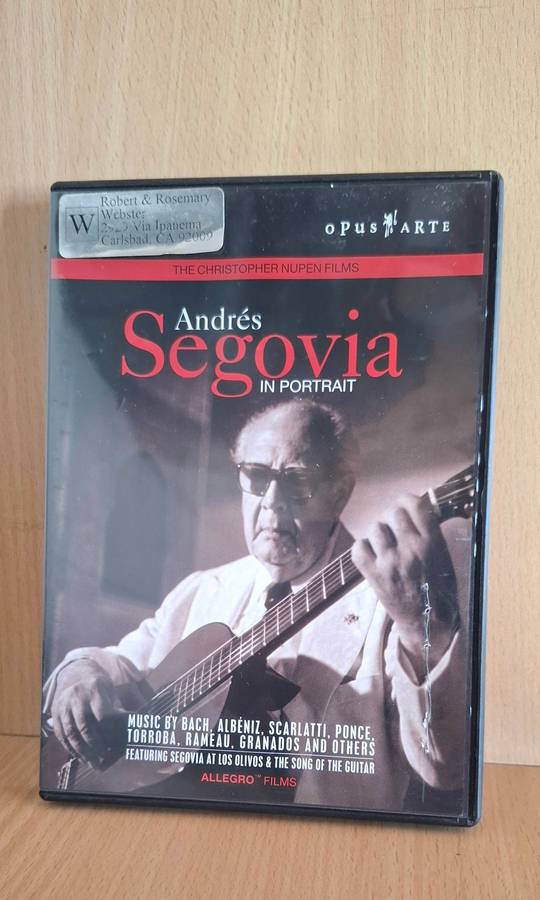 W
Robert & Rosemary
Webster
Via Ipanema
Carlsbad, CA 92009
OPUS ARTE
THE CHRISTOPHER NUPEN FILMS
Andrés
Segovia
IN PORTRAIT
MUSIC BY BACH, ALBÉNIZ, SCARLATTI, PONCE,
TORROBA, RAMEAU, GRANADOS AND OTHERS
FEATURING SEGOVIA AT LOS OLIVOS & THE SONG OF THE GUITAR
ALLEGRO™ FILMS